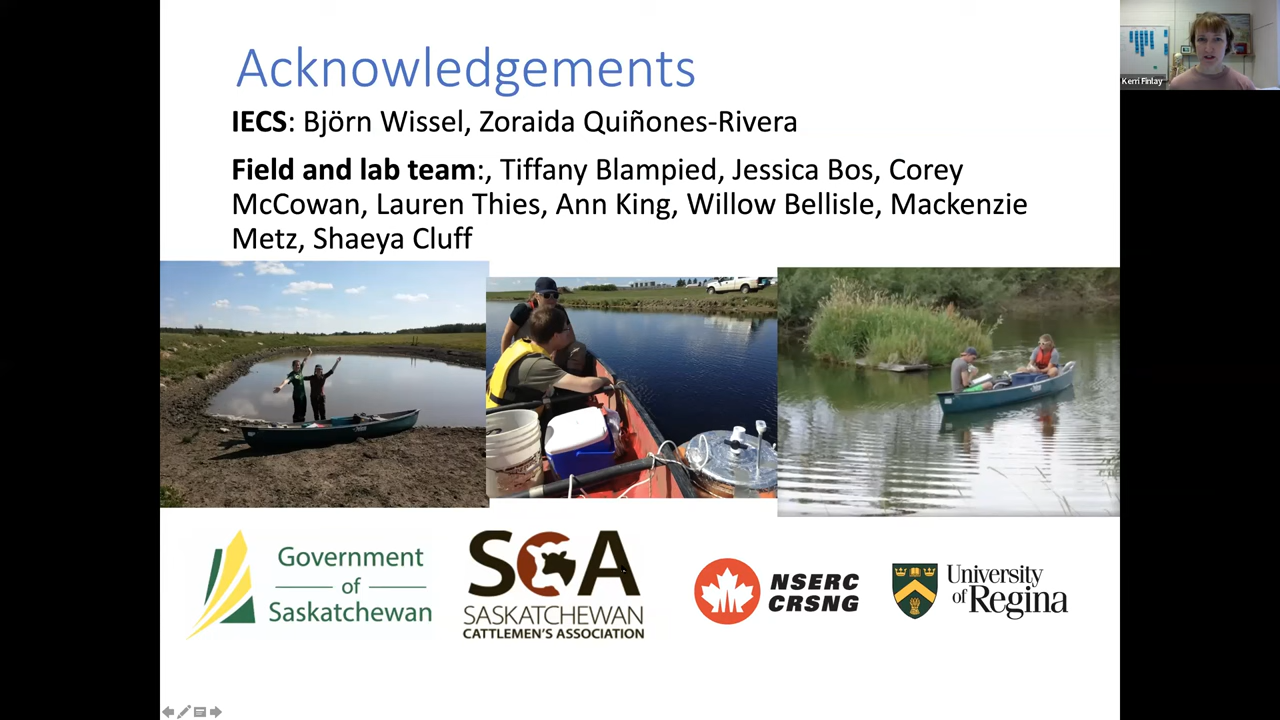 Acknowledgements
IECS: Björn Wissel, Zoraida Quiñones-Rivera
Field and lab team:, Tiffany Blampied, Jessica Bos, Corey
McCowan, Lauren Thies, Ann King, Willow Bellisle, Mackenzie
Metz, Shaeya Cluff
Kerri Finlay
Government
of
Saskatchewan
SCA
SASKATCHEWAN
CATTLEMEN'S ASSOCIATION
NSERC
CRSNG
University
of Regina